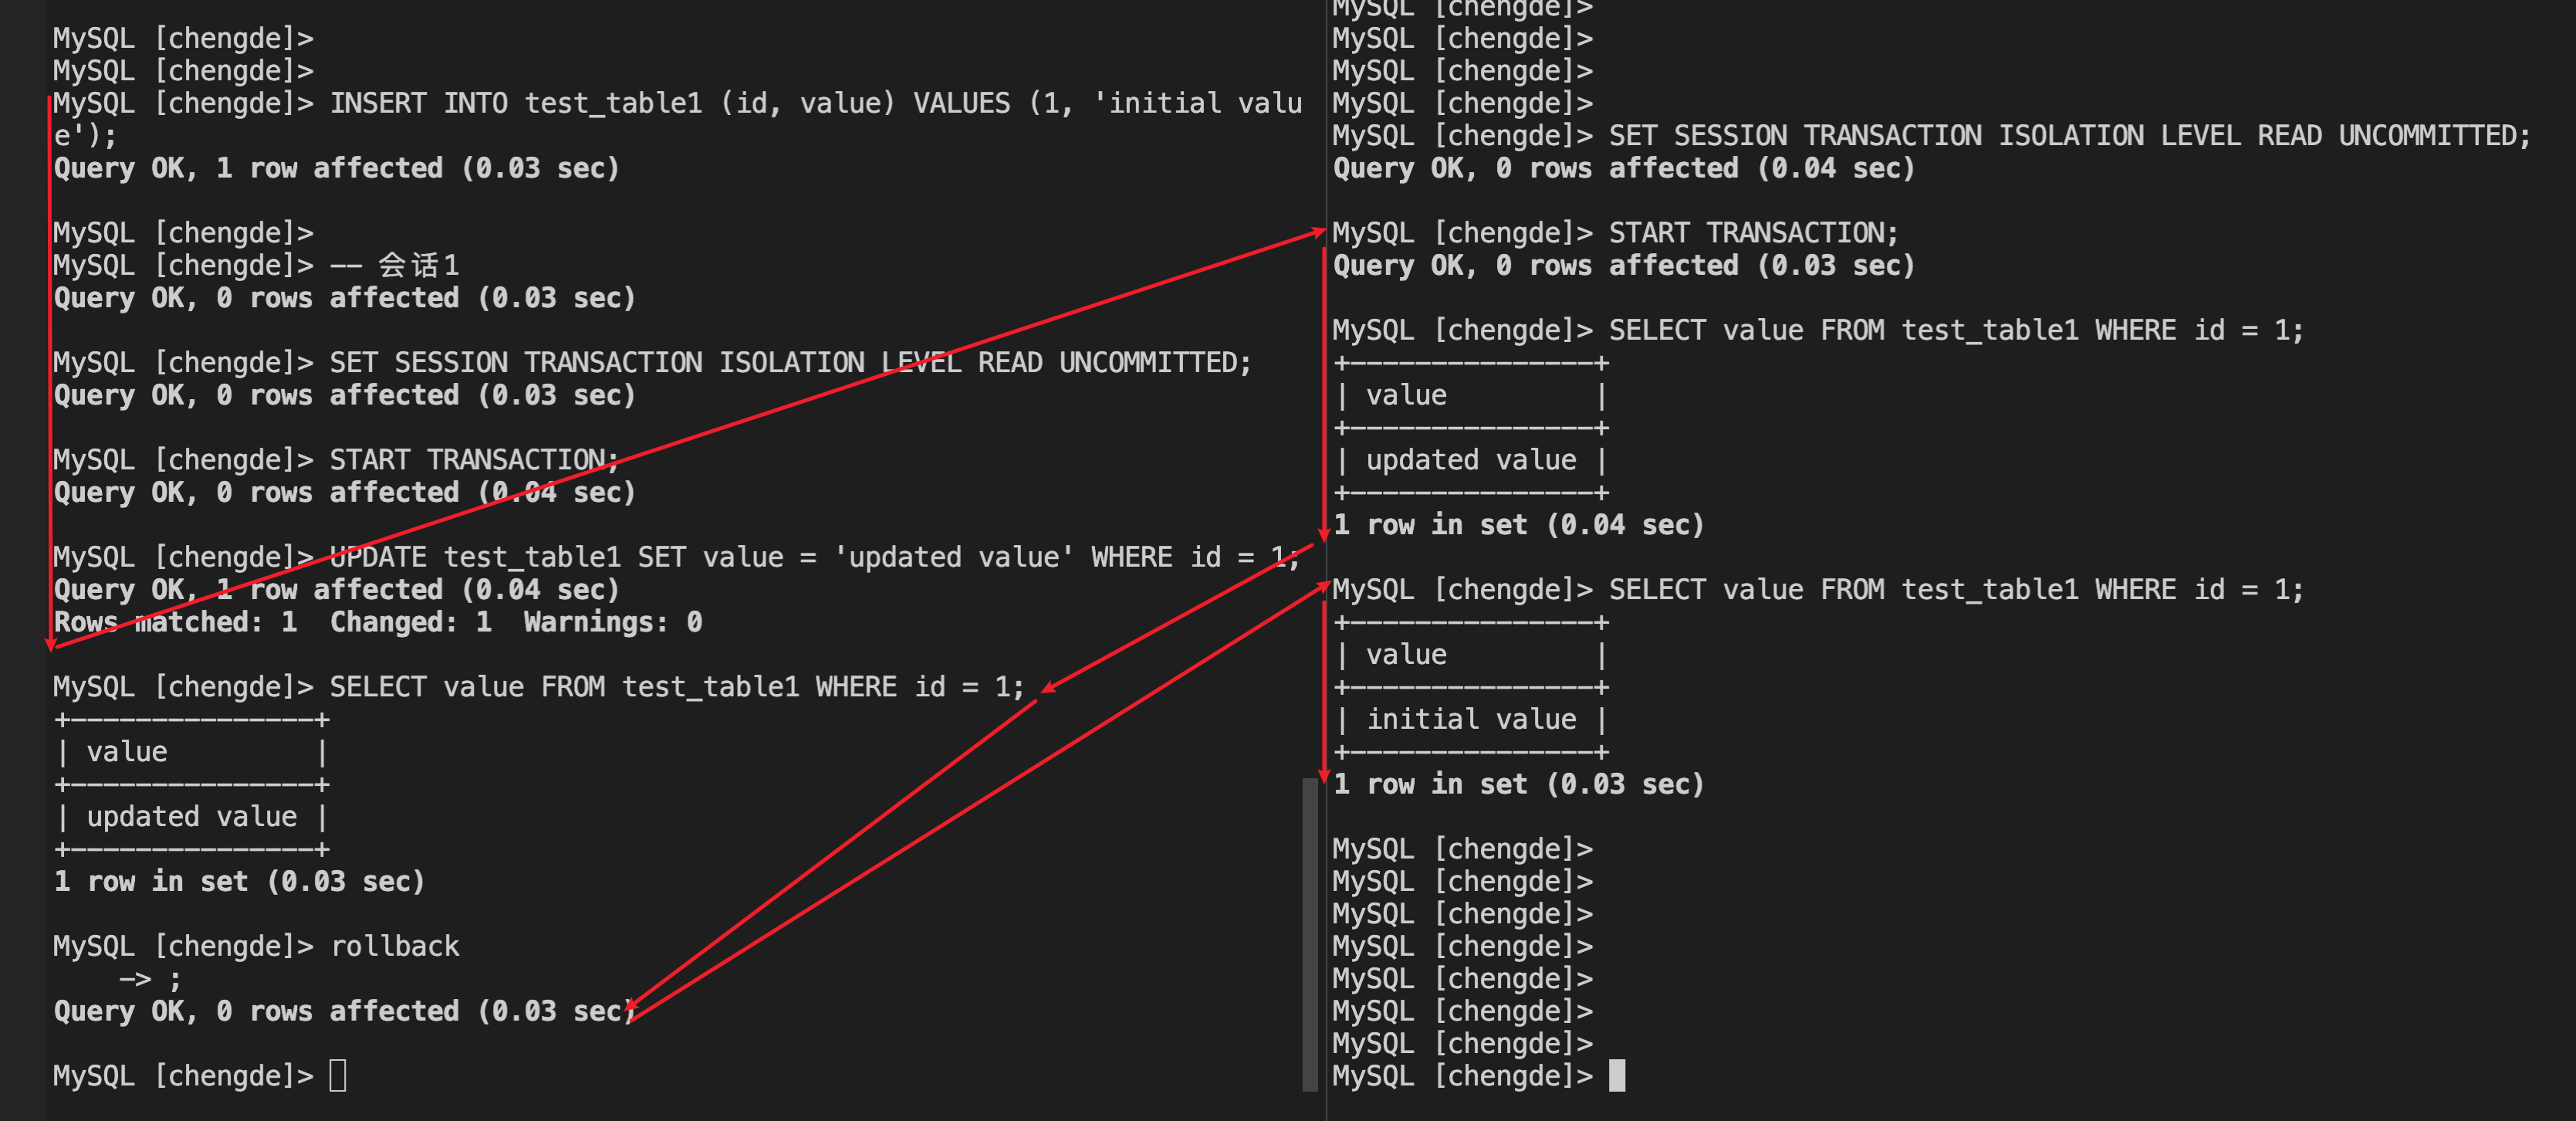 MySQL [chengde]>
MySQL [chengde]>
MySQL [chengde]> INSERT INTO test_table1 (id, value) VALUES (1, 'initial valu
e');
Query OK, 1 row affected (0.03 sec)
MySQL [chengde]>
MySQL [chengde]> -- 会话1
Query OK, 0 rows affected (0.03 sec)
MySQL [chengde]> SET SESSION TRANSACTION ISOLATION LEVEL READ UNCOMMITTED;
Query OK, 0 rows affected (0.03 sec)
MySQL [chengde]> START TRANSACTION;
Query OK, 0 rows affected (0.04 sec)
MySQL [chengde]> UPDATE test_table1 SET value = 'updated value' WHERE id = 1;
Query OK, 1 row affected (0.04 sec)
Rows matched: 1  Changed: 1  Warnings: 0
MySQL [chengde]> SELECT value FROM test_table1 WHERE id = 1;
+---------------+
| value         |
+---------------+
| updated value |
+---------------+
1 row in set (0.03 sec)
MySQL [chengde]> rollback
    -> ;
Query OK, 0 rows affected (0.03 sec)
MySQL [chengde]>
MySQL [chengde]>
MySQL [chengde]>
MySQL [chengde]>
MySQL [chengde]>
MySQL [chengde]> SET SESSION TRANSACTION ISOLATION LEVEL READ UNCOMMITTED;
Query OK, 0 rows affected (0.04 sec)
MySQL [chengde]> START TRANSACTION;
Query OK, 0 rows affected (0.03 sec)
MySQL [chengde]> SELECT value FROM test_table1 WHERE id = 1;
+---------------+
| value         |
+---------------+
| updated value |
+---------------+
1 row in set (0.04 sec)
MySQL [chengde]> SELECT value FROM test_table1 WHERE id = 1;
+---------------+
| value         |
+---------------+
| initial value |
+---------------+
1 row in set (0.03 sec)
MySQL [chengde]>
MySQL [chengde]>
MySQL [chengde]>
MySQL [chengde]>
MySQL [chengde]>
MySQL [chengde]>
MySQL [chengde]>
MySQL [chengde]>